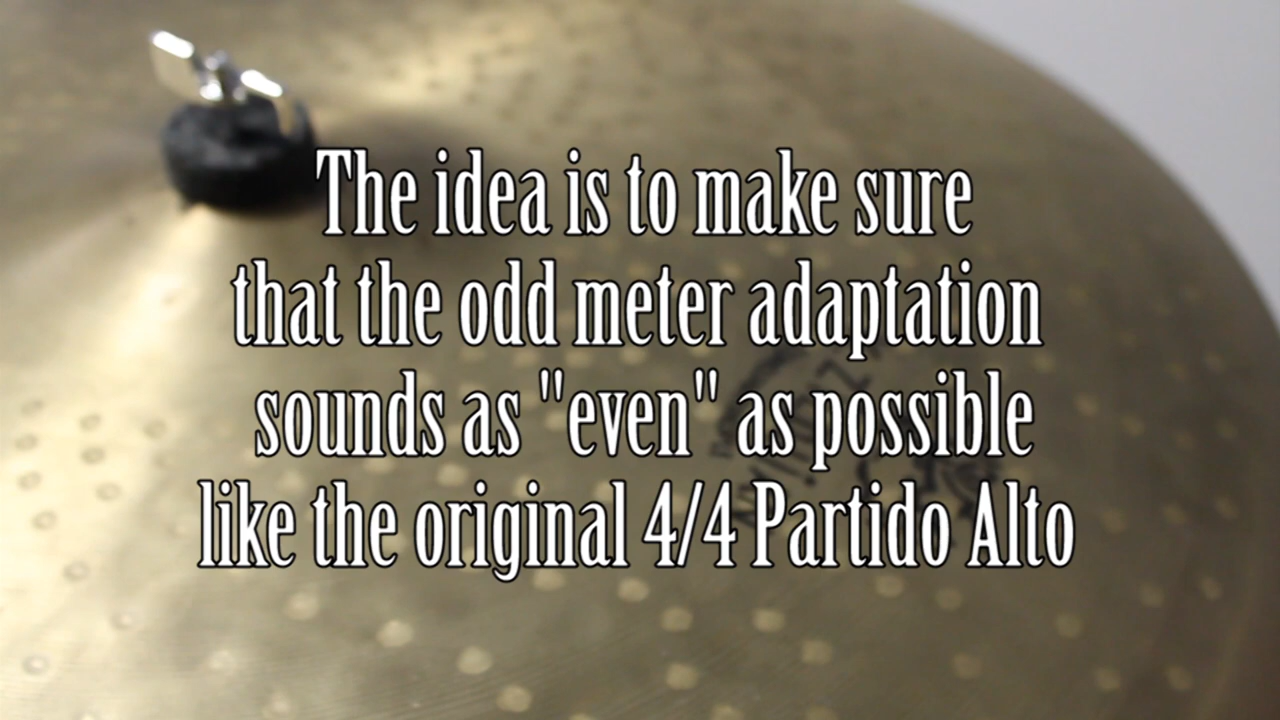 The idea is to make sure
that the odd meter adaptation
sounds as "even" as possible
like the original 4/4 Partido Alto